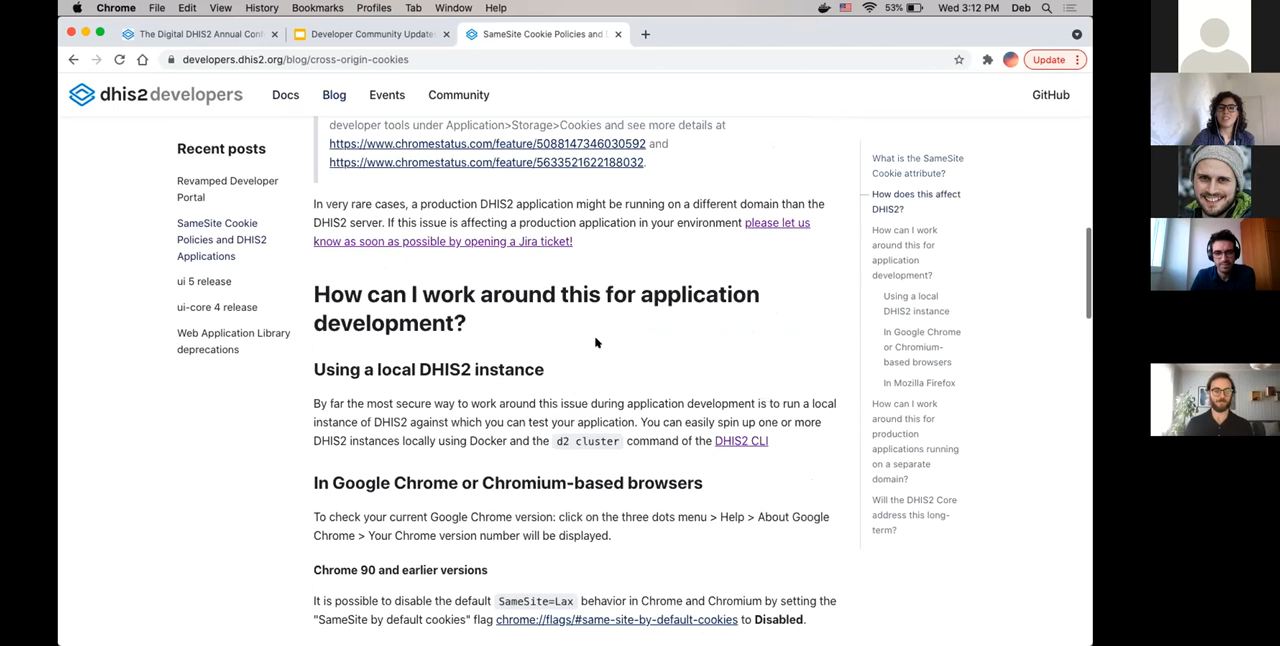 Chrome File Edit View History Bookmarks Profiles Tab Window Help 53% Wed 3:12 PM Deb
The Digital DHIS2 Annual Conf
Developer Community Update
SameSite Cookie Policies and
developers.dhis2.org/blog/cross-origin-cookies
Update
dhis2developers Docs Blog Events Community GitHub
Recent posts
Revamped Developer
Portal
SameSite Cookie
Policies and DHIS2
Applications
ui 5 release
ui-core 4 release
Web Application Library
deprecations
developer tools under Application>Storage>Cookies and see more details at
https://www.chromestatus.com/feature/5088147346030592 and
https://www.chromestatus.com/feature/5633521622188032.
In very rare cases, a production DHIS2 application might be running on a different domain than the
DHIS2 server. If this issue is affecting a production application in your environment please let us
know as soon as possible by opening a Jira ticket!
How can I work around this for application
development?
Using a local DHIS2 instance
By far the most secure way to work around this issue during application development is to run a local
instance of DHIS2 against which you can test your application. You can easily spin up one or more
DHIS2 instances locally using Docker and the d2 cluster command of the DHIS2 CLI
In Google Chrome or Chromium-based browsers
To check your current Google Chrome version: click on the three dots menu > Help > About Google
Chrome > Your Chrome version number will be displayed.
Chrome 90 and earlier versions
It is possible to disable the default SameSite=Lax behavior in Chrome and Chromium by setting the
"SameSite by default cookies" flag chrome://flags/#same-site-by-default-cookies to Disabled.
What is the SameSite
Cookie attribute?
How does this affect
DHIS2?
How can I work
around this for
application
development?
Using a local
DHIS2 instance
In Google Chrome
or Chromium-
based browsers
In Mozilla Firefox
How can I work
around this for
production
applications running
on a separate
domain?
Will the DHIS2 Core
address this long-
term?